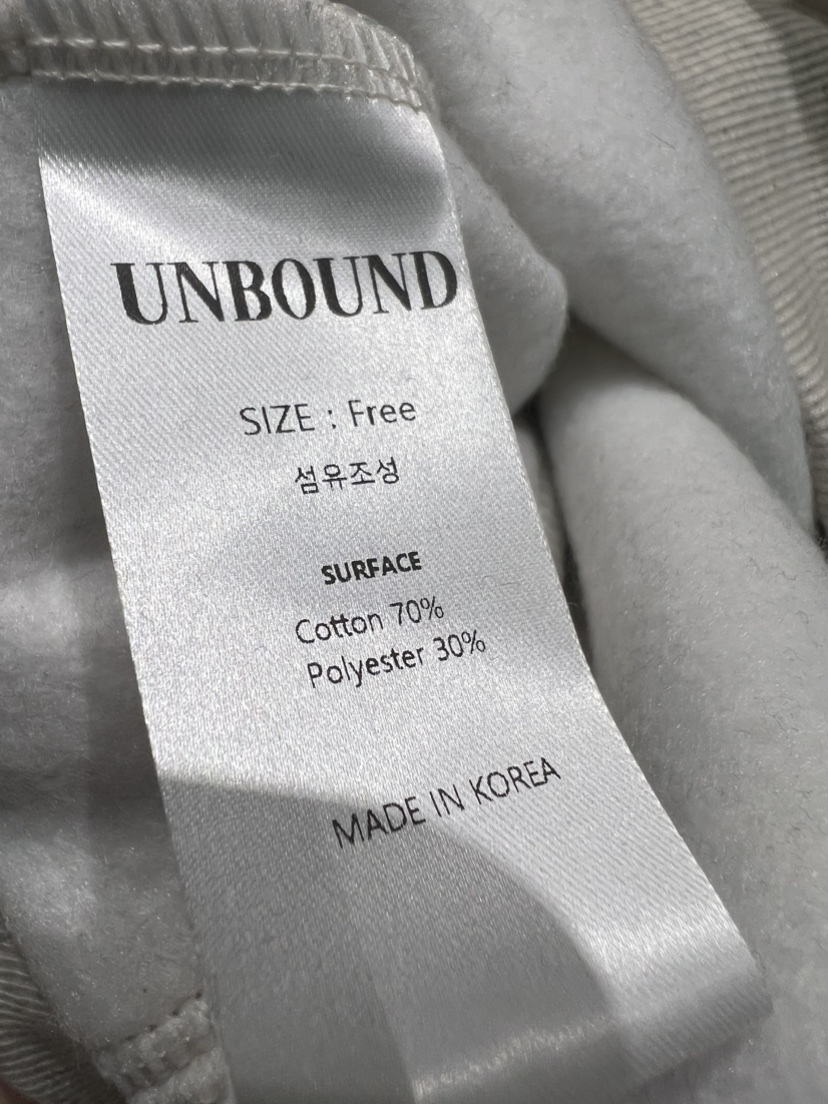 UNBOUND
SIZE : Free
섬유조성
SURFACE
Cotton 70%
Polyester 30%
MADE IN KOREA